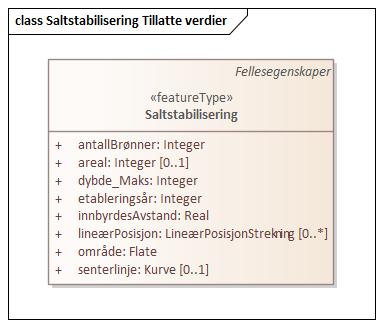 class Saltstabilisering Tillatte verdier
Fellesegenskaper
«featureType»
Saltstabilisering
+ antallBrønner: Integer
+ areal: Integer [0..1]
+ dybde_Maks: Integer
+ etableringsår: Integer
+ innbyrdesAvstand: Real
+ lineærPosisjon: LineærPosisjonStrekning [0..*]
+ område: Flate
+ senterlinje: Kurve [0..1]